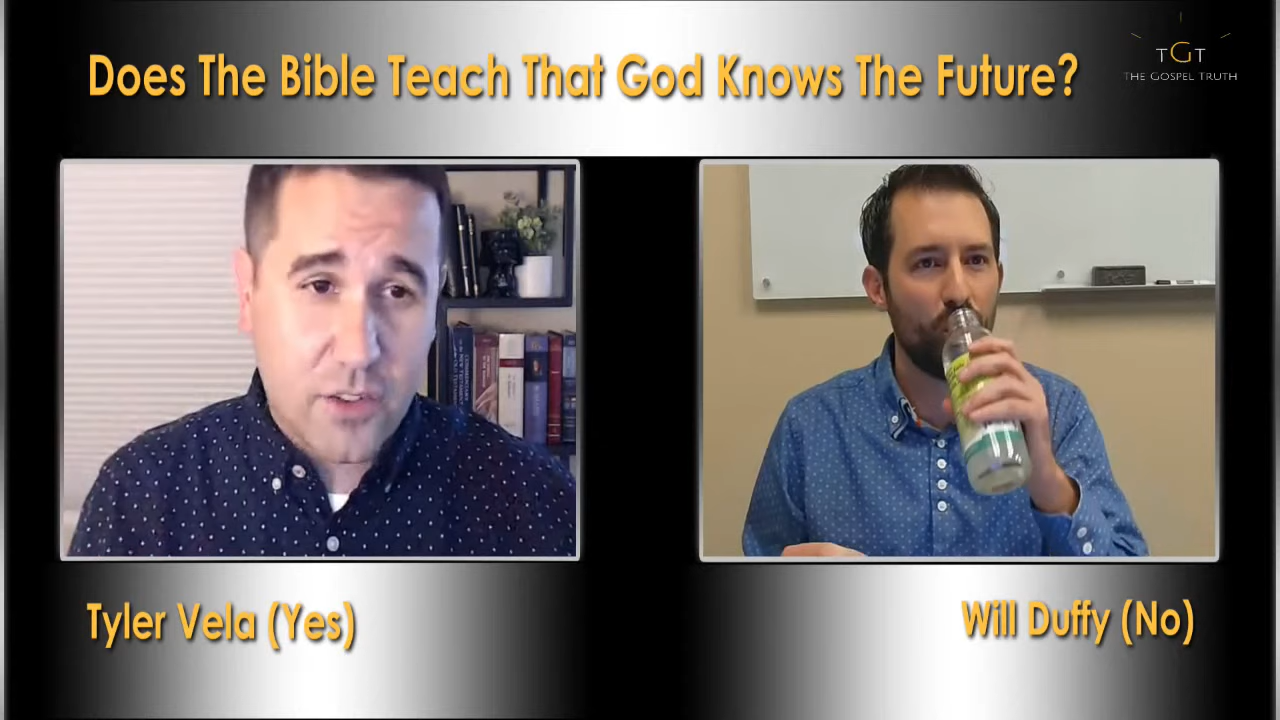 Does The Bible Teach That God Knows The Future?
TGT
THE GOSPEL TRUTH
Tyler Vela (Yes)
Will Duffy (No)